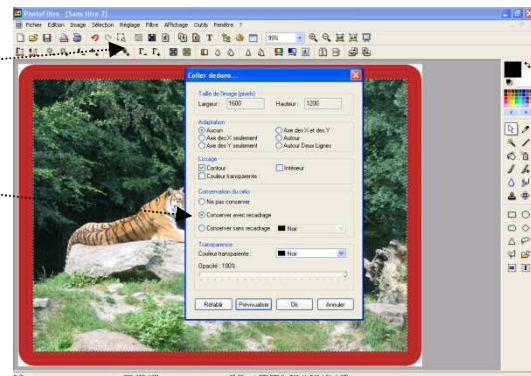 PhotoFiltre - [Sans titre 2]
Fichier Edition Image Sélection Réglage Filtre Affichage Outils Fenêtre ?
99%
Coller dedans...
Taille de l'image (pixels)
Largeur : 1600 Hauteur : 1200
Adaptation
Aucun Axe des X et des Y
Axe des X seulement Autour
Axe des Y seulement Autour Deux Lignes
Lissage
Contour Intérieur
Couleur transparente
Conservation du ratio
Ne pas conserver
Conserver avec recadrage
Conserver sans recadrage Noir
Transparence
Couleur transparente : Noir
Opacité : 100%
Rétablir Prévisualiser Ok Annuler